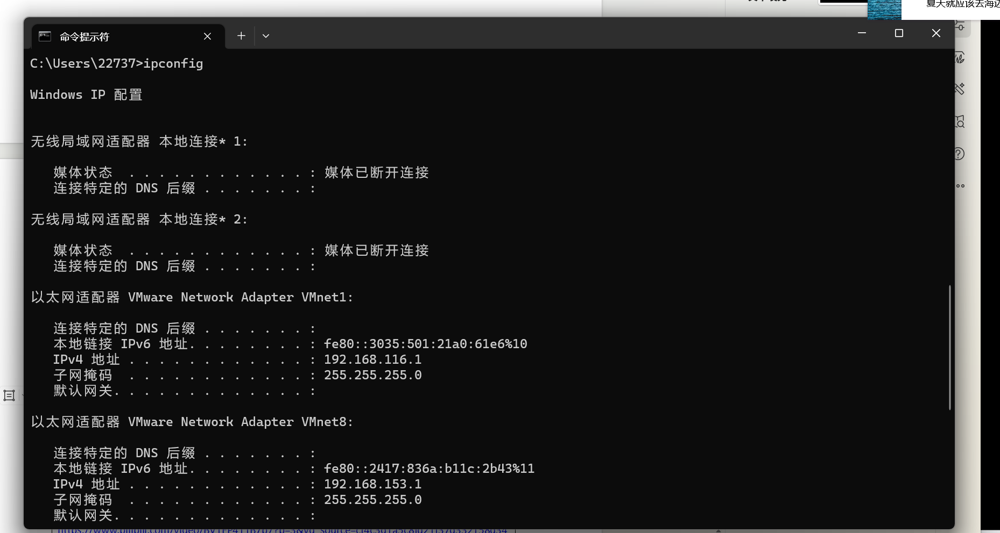 夏天就应该去海边
命令提示符
C:\Users\22737>ipconfig
Windows IP 配置
无线局域网适配器 本地连接* 1:
媒体状态 . . . . . . . . . . . . : 媒体已断开连接
连接特定的 DNS 后缀 . . . . . . . :
无线局域网适配器 本地连接* 2:
媒体状态 . . . . . . . . . . . . : 媒体已断开连接
连接特定的 DNS 后缀 . . . . . . . :
以太网适配器 VMware Network Adapter VMnet1:
连接特定的 DNS 后缀 . . . . . . . :
本地链接 IPv6 地址. . . . . . . . : fe80::3035:501:21a0:61e6%10
IPv4 地址 . . . . . . . . . . . . : 192.168.116.1
子网掩码 . . . . . . . . . . . . : 255.255.255.0
默认网关. . . . . . . . . . . . . :
以太网适配器 VMware Network Adapter VMnet8:
连接特定的 DNS 后缀 . . . . . . . :
本地链接 IPv6 地址. . . . . . . . : fe80::2417:836a:b11c:2b43%11
IPv4 地址 . . . . . . . . . . . . : 192.168.153.1
子网掩码 . . . . . . . . . . . . : 255.255.255.0
默认网关. . . . . . . . . . . . . :